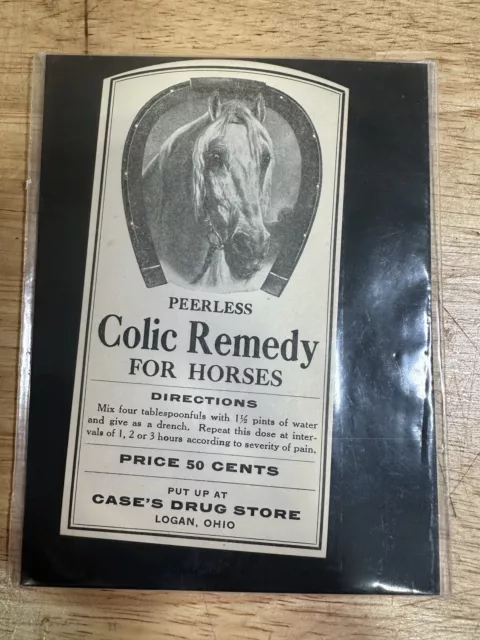 PEERLESS
Colic Remedy
FOR HORSES
DIRECTIONS
Mix four tablespoonfuls with 1½ pints of water
and give as a drench. Repeat this dose at inter-
vals of 1, 2 or 3 hours according to severity of pain.
PRICE 50 CENTS
PUT UP AT
CASE'S DRUG STORE
LOGAN, OHIO